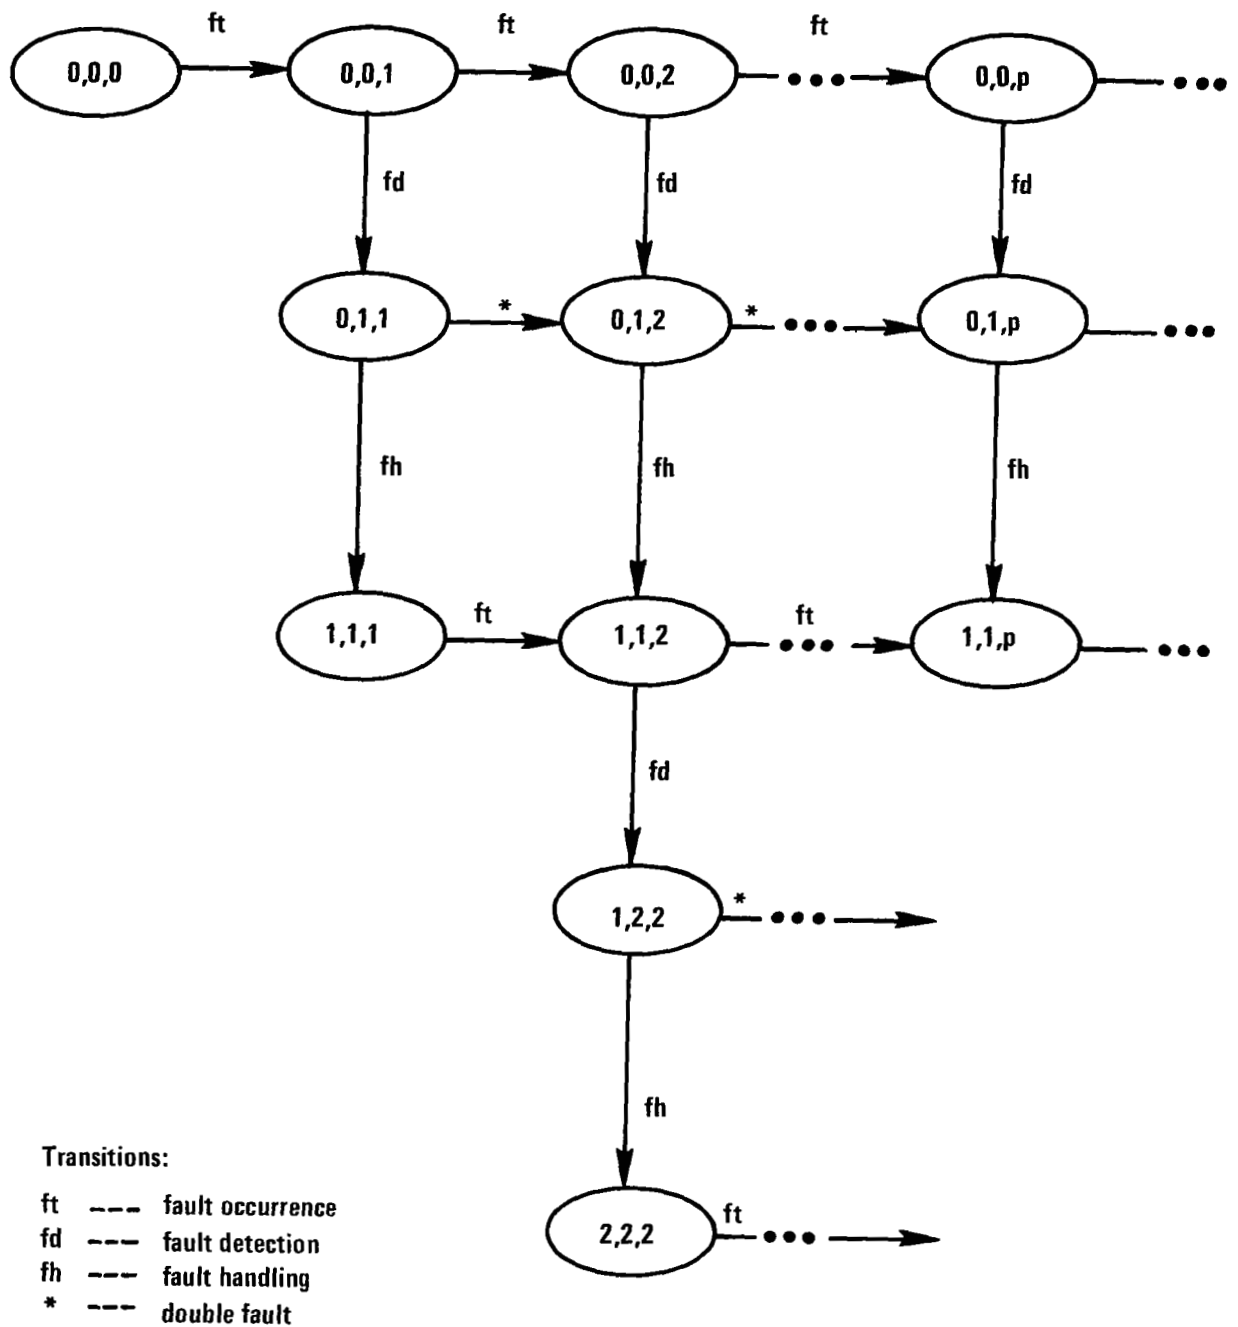 ft ft ft
0,0,0 0,0,1 0,0,2 0,0,p
fd fd fd
0,1,1 * 0,1,2 * 0,1,p
fh fh fh
1,1,1 ft 1,1,2 ft 1,1,p
fd
1,2,2 *
fh
2,2,2 ft
Transitions:
ft --- fault occurrence
fd --- fault detection
fh --- fault handling
* --- double fault